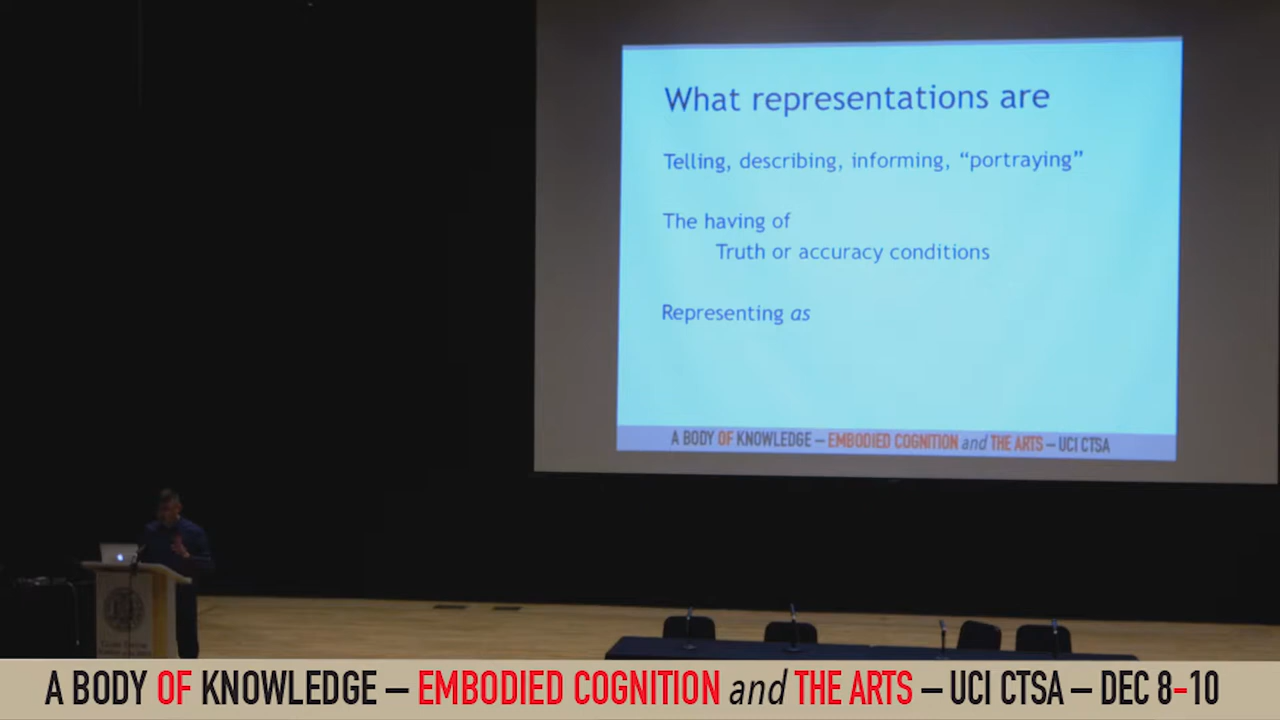 What representations are
Telling, describing, informing, “portraying”
The having of
Truth or accuracy conditions
Representing as
A BODY OF KNOWLEDGE – EMBODIED COGNITION and THE ARTS – UCI CTSA
A BODY OF KNOWLEDGE – EMBODIED COGNITION and THE ARTS – UCI CTSA – DEC 8-10